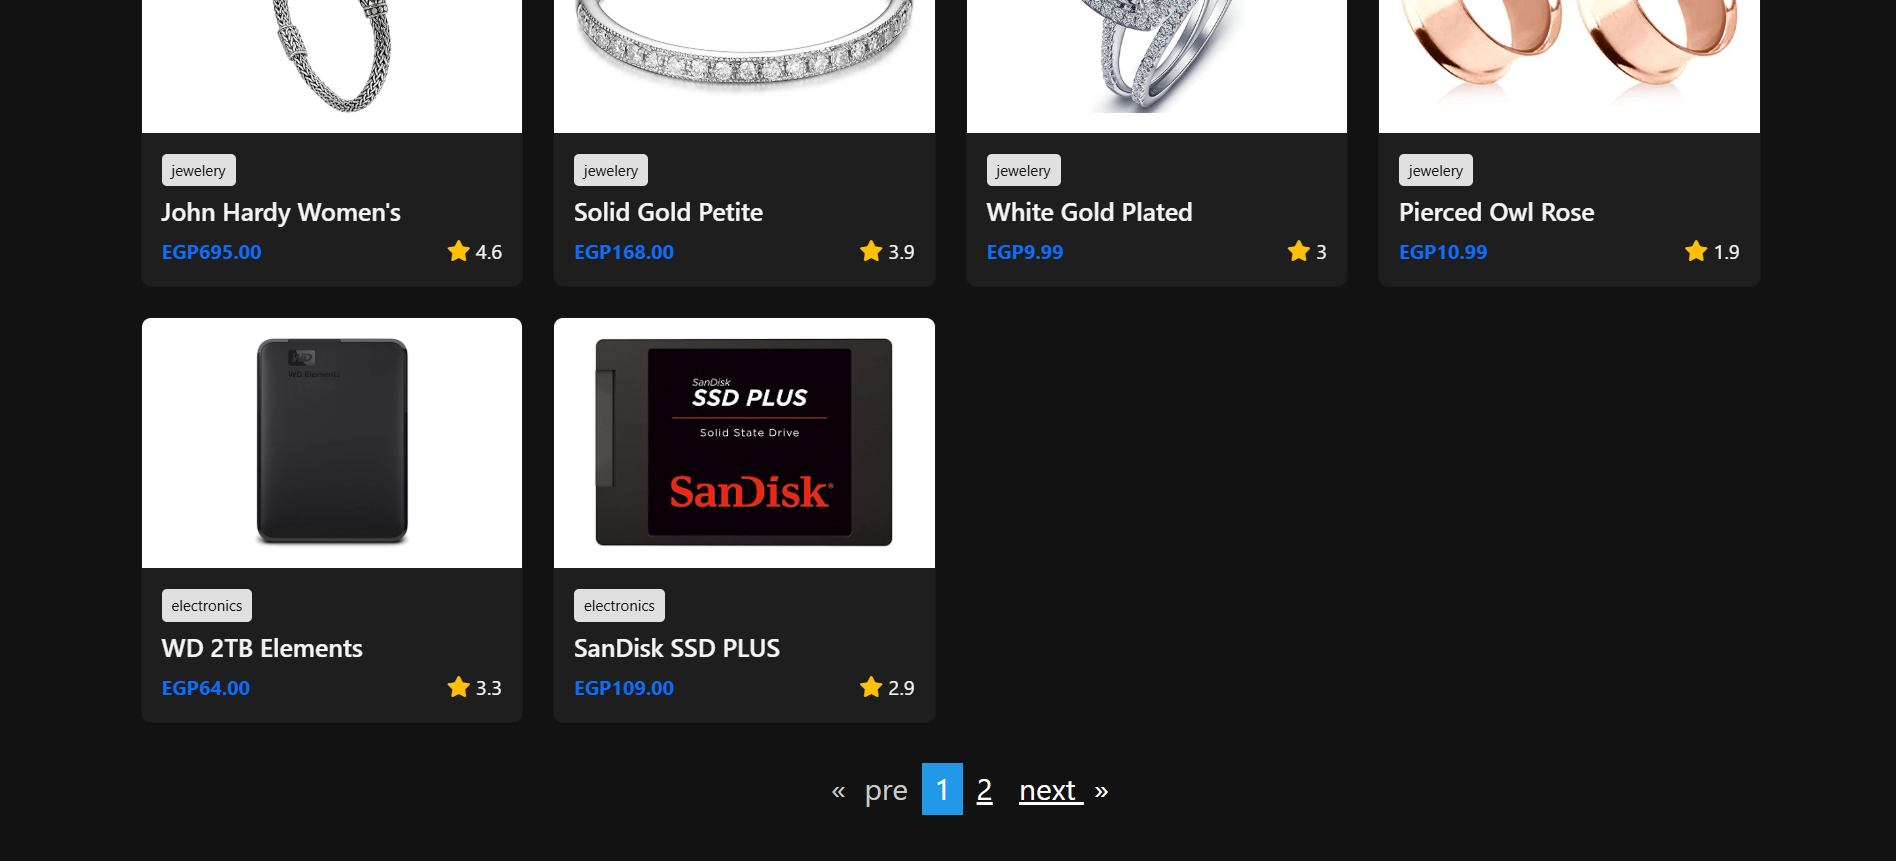 jewelery
John Hardy Women's
EGP695.00 4.6
jewelery
Solid Gold Petite
EGP168.00 3.9
jewelery
White Gold Plated
EGP9.99 3
jewelery
Pierced Owl Rose
EGP10.99 1.9
WD
WD Elements
electronics
WD 2TB Elements
EGP64.00 3.3
SanDisk
SSD PLUS
Solid State Drive
SanDisk®
electronics
SanDisk SSD PLUS
EGP109.00 2.9
« pre 1 2 next »